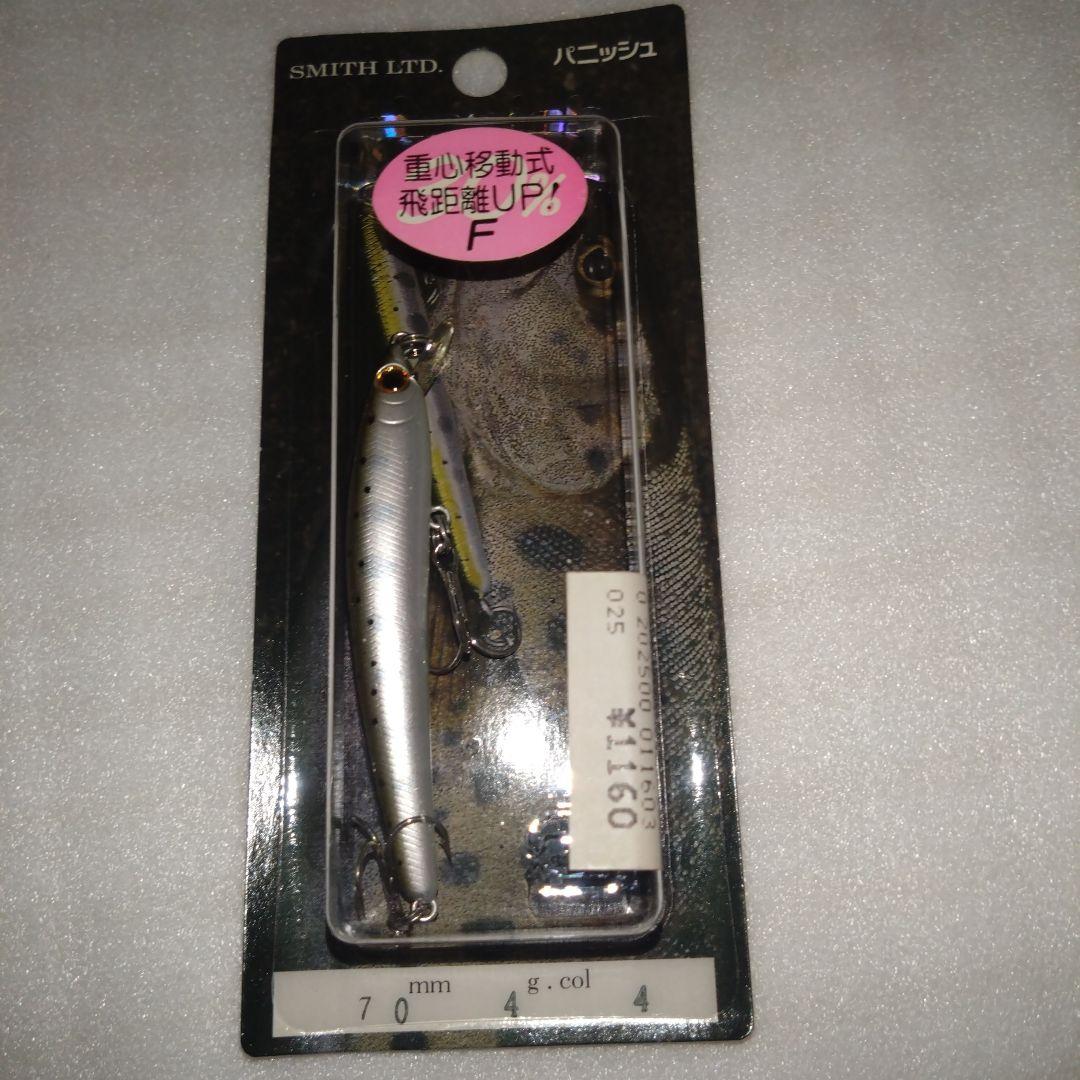 SMITH LTD.
パニッシュ
重心移動式
飛距離UP!
F
025
0 202500 011603
¥1160
mm g. col
70 4 4